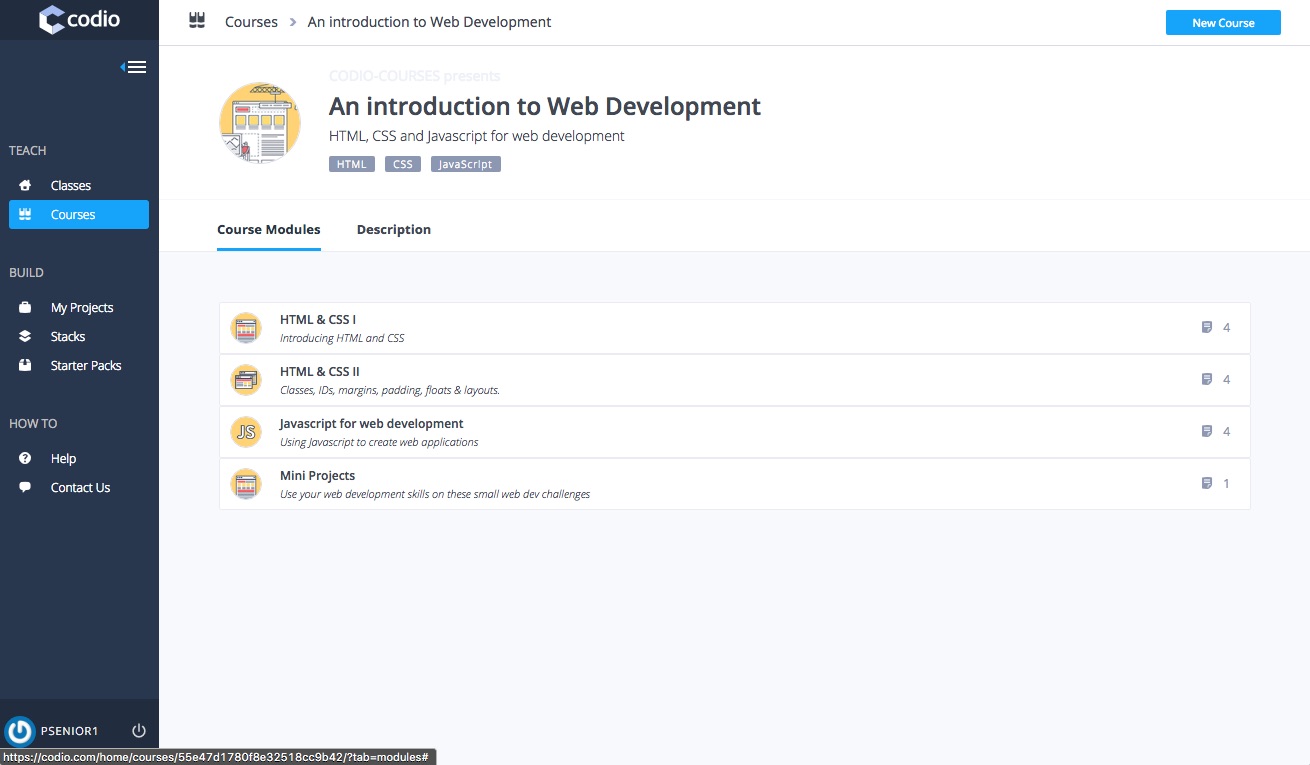 codio
Courses > An introduction to Web Development
New Course
CODIO-COURSES presents
An introduction to Web Development
HTML, CSS and Javascript for web development
HTML CSS JavaScript
TEACH
Classes
Courses
BUILD
My Projects
Stacks
Starter Packs
HOW TO
Help
Contact Us
Course Modules Description
HTML & CSS I
Introducing HTML and CSS
4
HTML & CSS II
Classes, IDs, margins, padding, floats & layouts.
4
JS
Javascript for web development
Using Javascript to create web applications
4
Mini Projects
Use your web development skills on these small web dev challenges
1
PSENIOR1
https://codio.com/home/courses/55e47d1780f8e32518cc9b42/?tab=modules#